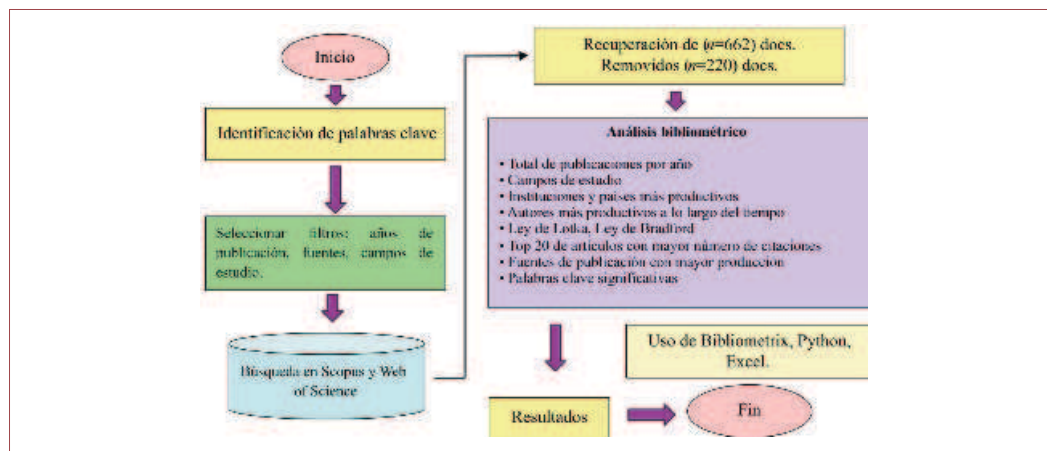 Inicio
Identificación de palabras clave
Seleccionar filtros: años de
publicación, fuentes, campos de
estudio.
Búsqueda en Scopus y Web
of Science
Recuperación de (n=662) docs.
Removidos (n=220) docs.
Análisis bibliométrico
• Total de publicaciones por año
• Campos de estudio
• Instituciones y países más productivos
• Autores más productivos a lo largo del tiempo
• Ley de Lotka, Ley de Bradford
• Top 20 de artículos con mayor número de citaciones
• Fuentes de publicación con mayor producción
• Palabras clave significativas
Uso de Bibliometrix, Python,
Excel.
Resultados
Fin